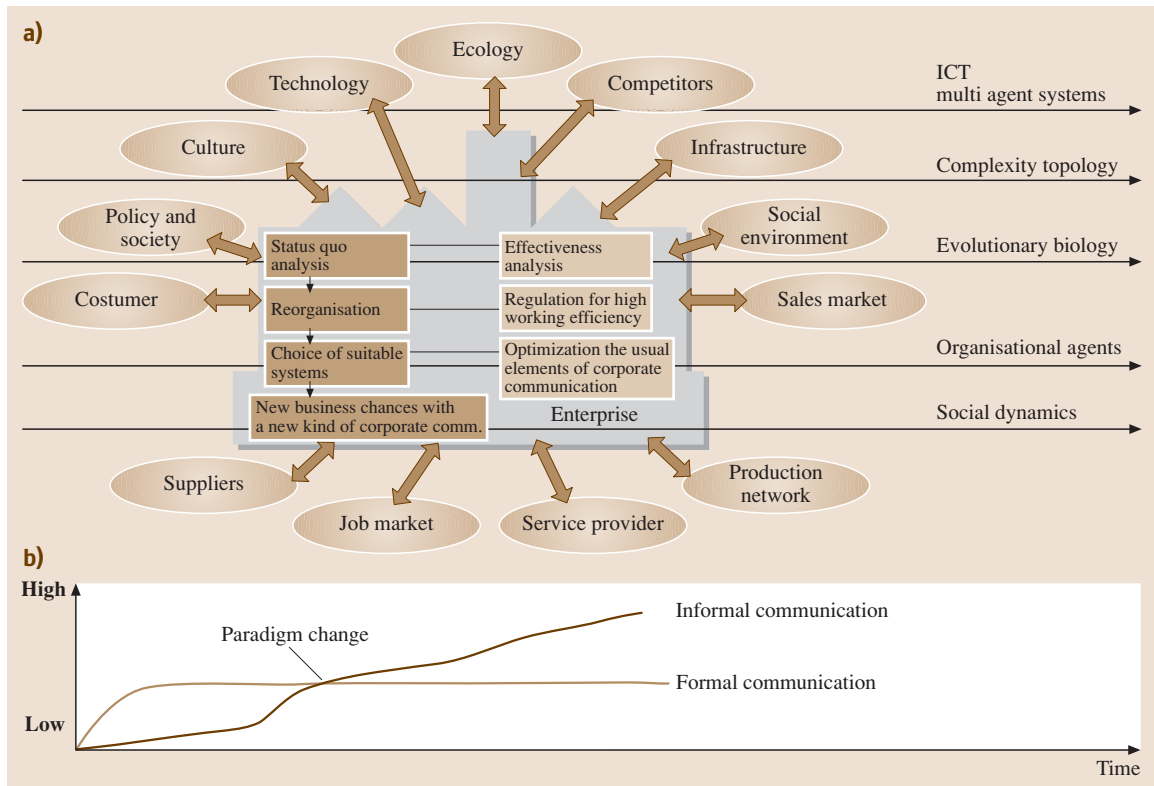 a)
Ecology
Technology
Competitors
ICT
multi agent systems
Culture
Infrastructure
Complexity topology
Policy and
society
Social
environment
Status quo
analysis
Effectiveness
analysis
Evolutionary biology
Costumer
Reorganisation
Regulation for high
working efficiency
Sales market
Choice of suitable
systems
Optimization the usual
elements of corporate
communication
Organisational agents
New business chances with
a new kind of corporate comm.
Enterprise
Social dynamics
Suppliers
Job market
Service provider
Production
network
b)
High
Informal communication
Paradigm change
Formal communication
Low
Time